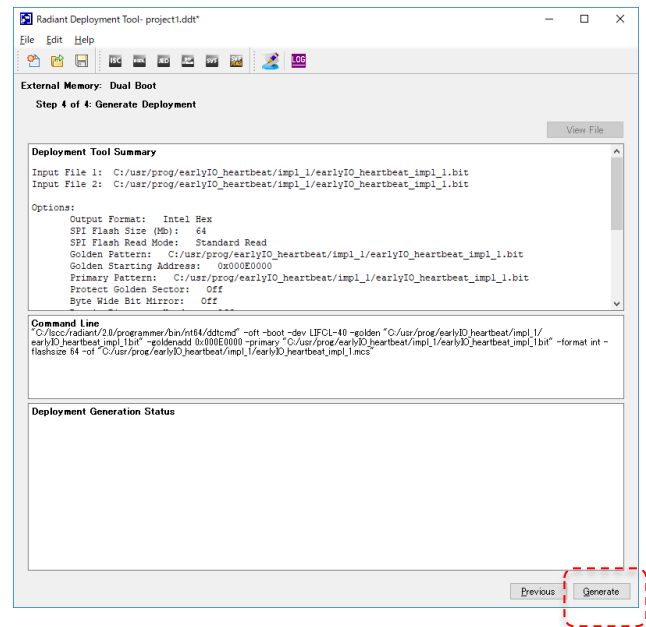 Radiant Deployment Tool- project1.ddt*
File Edit Help
ISC JED SVF LOG
External Memory: Dual Boot
Step 4 of 4: Generate Deployment
View File
Deployment Tool Summary
Input File 1: C:/usr/prog/earlyIO_heartbeat/impl_1/earlyIO_heartbeat_impl_1.bit
Input File 2: C:/usr/prog/earlyIO_heartbeat/impl_1/earlyIO_heartbeat_impl_1.bit
Options:
Output Format: Intel Hex
SPI Flash Size (Mb): 64
SPI Flash Read Mode: Standard Read
Golden Pattern: C:/usr/prog/earlyIO_heartbeat/impl_1/earlyIO_heartbeat_impl_1.bit
Golden Starting Address: 0x000E0000
Primary Pattern: C:/usr/prog/earlyIO_heartbeat/impl_1/earlyIO_heartbeat_impl_1.bit
Protect Golden Sector: Off
Byte Wide Bit Mirror: Off
Command Line
"C:/lscc/radiant/2.0/programmer/bin/nt64/ddtcmd" -oft -boot -dev LIFCL-40 -golden "C:/usr/prog/earlyIO_heartbeat/impl_1/
earlyIO_heartbeat_impl_1.bit" -goldenadd 0x000E0000 -primary "C:/usr/prog/earlyIO_heartbeat/impl_1/earlyIO_heartbeat_impl_1.bit" -format int -
flashsize 64 -of "C:/usr/prog/earlyIO_heartbeat/impl_1/earlyIO_heartbeat_impl_1.mcs"
Deployment Generation Status
Previous Generate